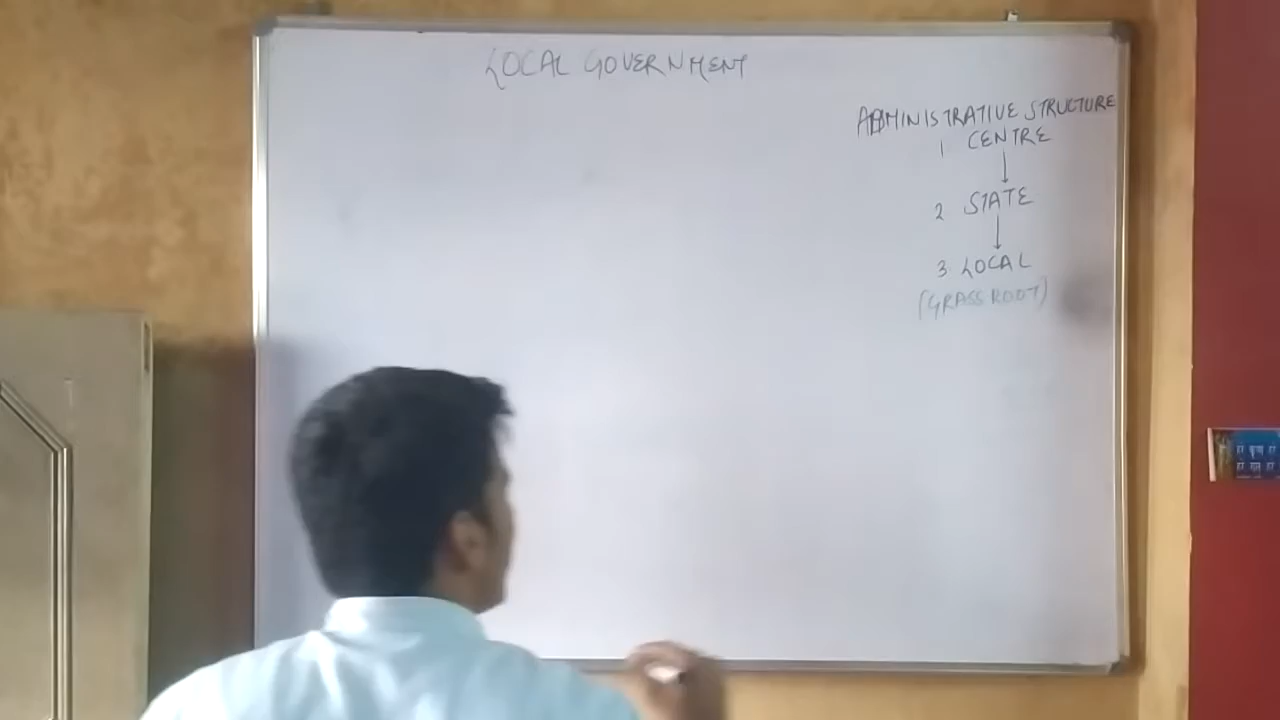 LOCAL GOVERNMENT
ADMINISTRATIVE STRUCTURE
1 CENTRE
2 STATE
3 LOCAL
(GRASS ROOT)